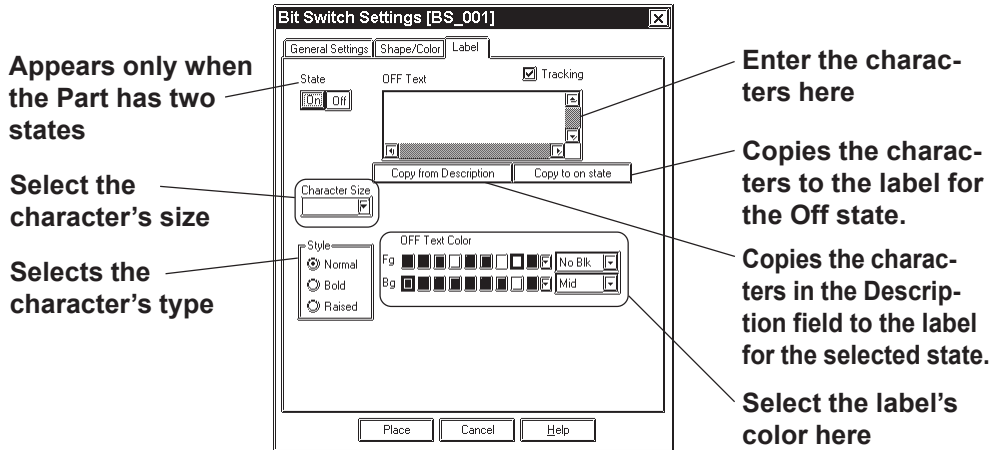 Bit Switch Settings [BS_001]
General Settings Shape/Color Label
Appears only when
the Part has two
states
State
On Off
OFF Text
Tracking
Enter the charac-
ters here
Copy from Description Copy to on state
Copies the charac-
ters to the label for
the Off state.
Select the
character's size
Character Size
Selects the
character's type
Style
Normal
Bold
Raised
OFF Text Color
Fg No Blk
Bg Mid
Copies the charac-
ters in the Descrip-
tion field to the label
for the selected state.
Select the label's
color here
Place Cancel Help